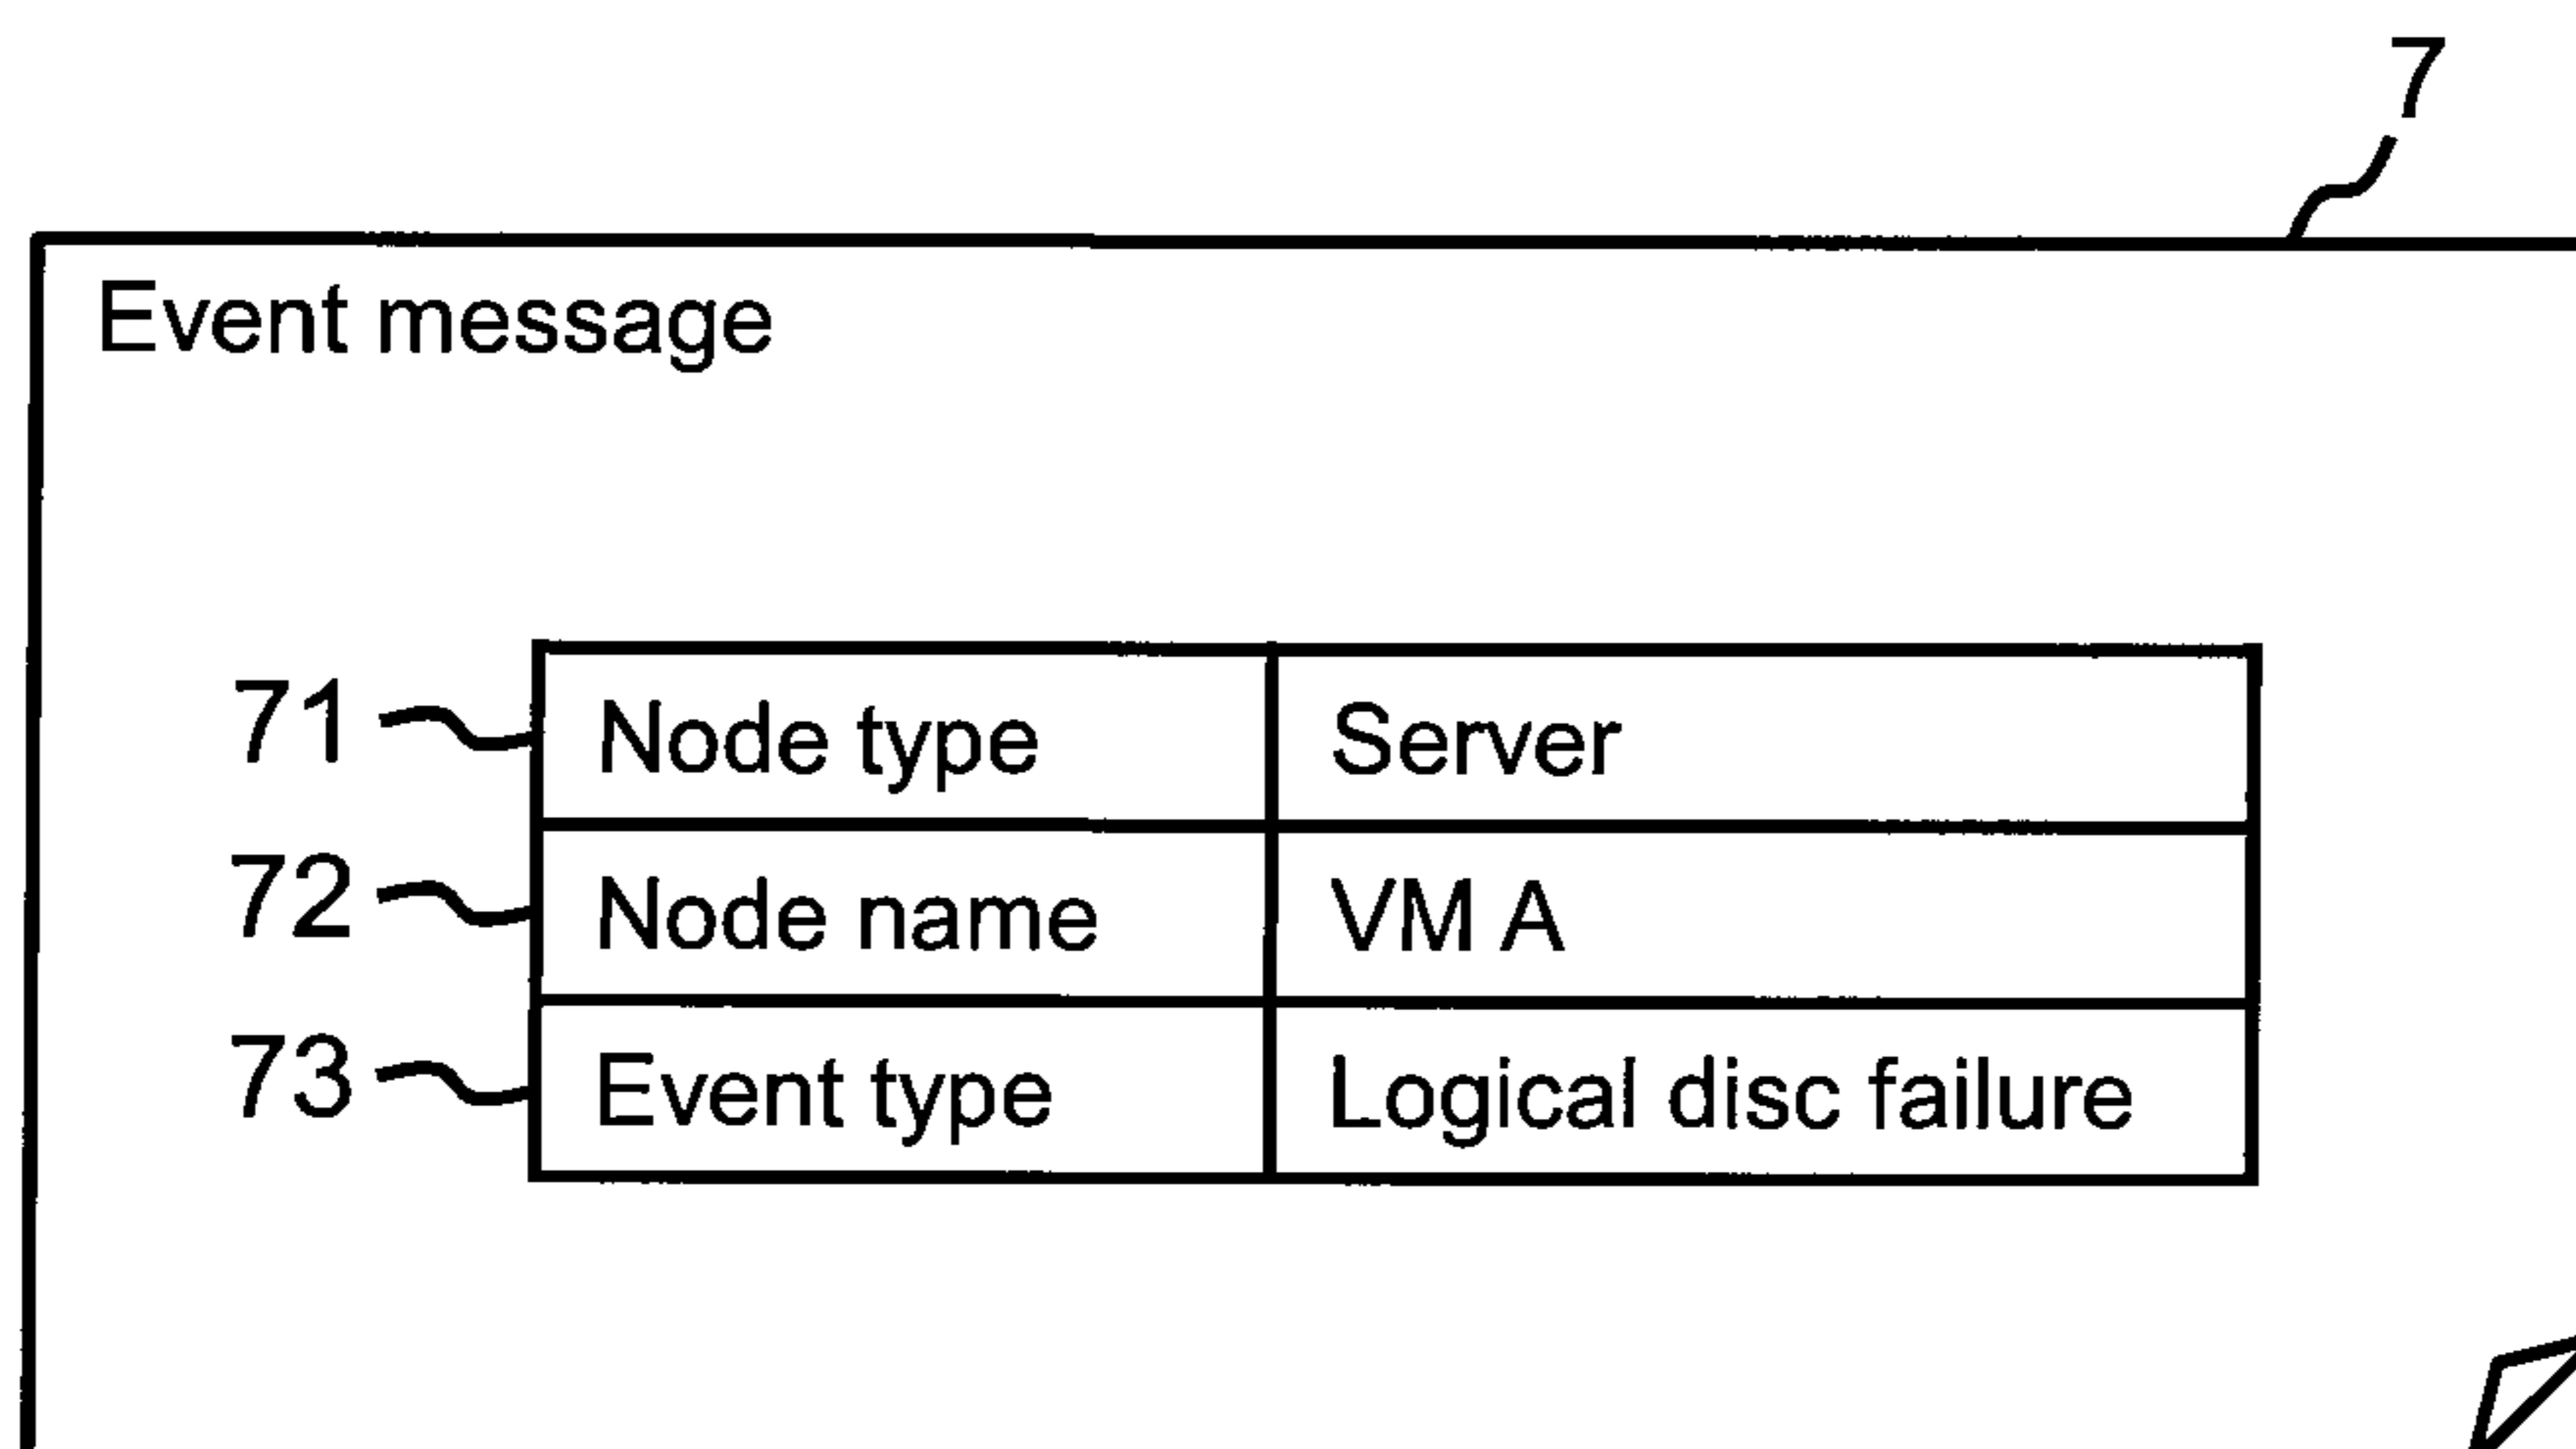 7
Event message
71 Node type Server
72 Node name VM A
73 Event type Logical disc failure